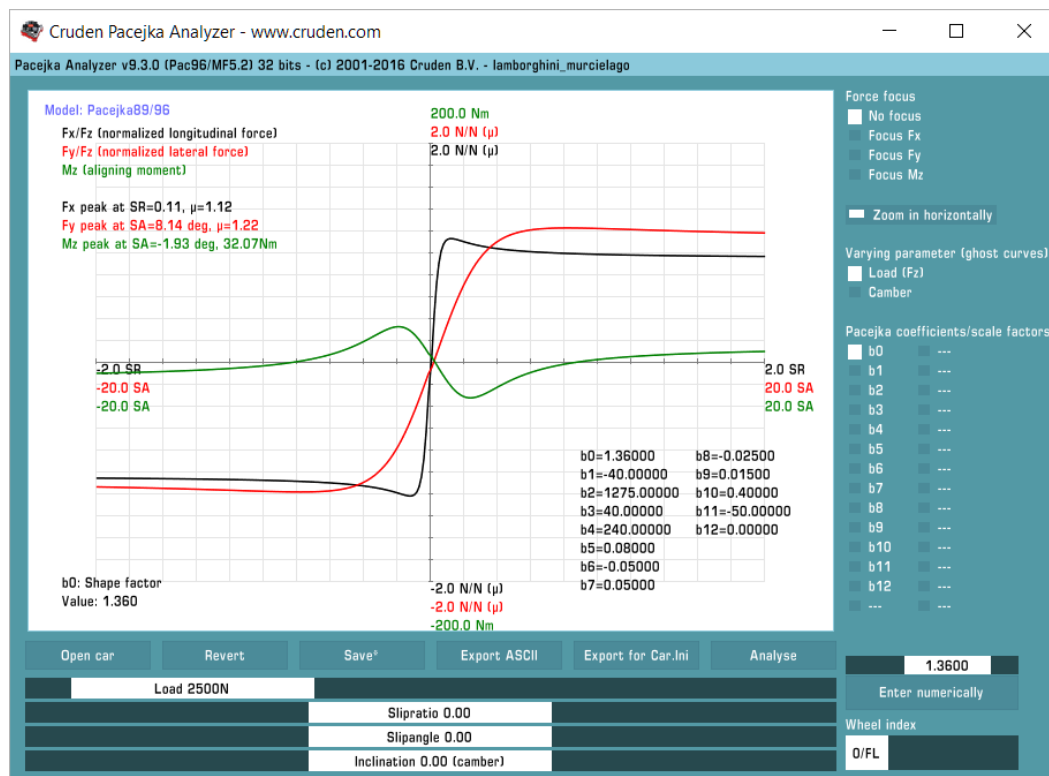 Cruden Pacejka Analyzer - www.cruden.com
Pacejka Analyzer v9.3.0 (Pac96/MF5.2) 32 bits - (c) 2001-2016 Cruden B.V. - lamborghini_murcielago
Model: Pacejka89/96
Fx/Fz (normalized longitudinal force)
Fy/Fz (normalized lateral force)
Mz (aligning moment)
Fx peak at SR=0.11, μ=1.12
Fy peak at SA=8.14 deg, μ=1.22
Mz peak at SA=-1.93 deg, 32.07Nm
200.0 Nm
2.0 N/N (μ)
2.0 N/N (μ)
-2.0 SR
-20.0 SA
-20.0 SA
2.0 SR
20.0 SA
20.0 SA
b0=1.36000 b8=-0.02500
b1=-40.00000 b9=0.01500
b2=1275.00000 b10=0.40000
b3=40.00000 b11=-50.00000
b4=240.00000 b12=0.00000
b5=0.08000
b6=-0.05000
b7=0.05000
b0: Shape factor
Value: 1.360
-2.0 N/N (μ)
-2.0 N/N (μ)
-200.0 Nm
Force focus
No focus
Focus Fx
Focus Fy
Focus Mz
Zoom in horizontally
Varying parameter (ghost curves)
Load (Fz)
Camber
Pacejka coefficients/scale factors
b0 ---
b1 ---
b2 ---
b3 ---
b4 ---
b5 ---
b6 ---
b7 ---
b8 ---
b9 ---
b10 ---
b11 ---
b12 ---
--- ---
1.3600
Enter numerically
Wheel index
0/FL
Open car Revert Save* Export ASCII Export for Car.Ini Analyse
Load 2500N
Slipratio 0.00
Slipangle 0.00
Inclination 0.00 (camber)